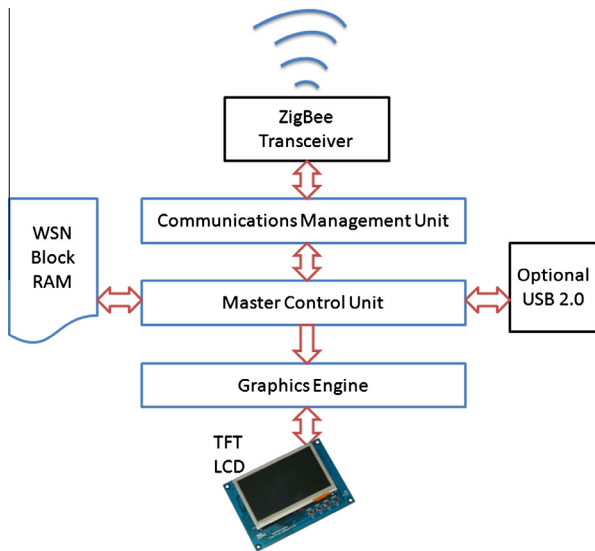 ZigBee
Transceiver
Communications Management Unit
WSN
Block
RAM
Master Control Unit
Optional
USB 2.0
Graphics Engine
TFT
LCD